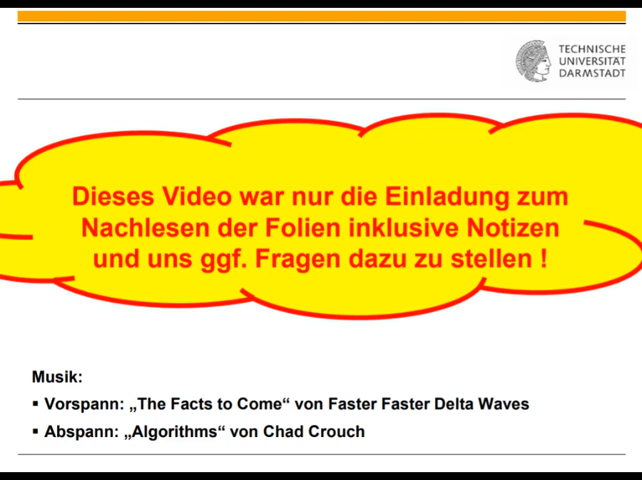 TECHNISCHE
UNIVERSITÄT
DARMSTADT
Dieses Video war nur die Einladung zum
Nachlesen der Folien inklusive Notizen
und uns ggf. Fragen dazu zu stellen !
Musik:
▪ Vorspann: „The Facts to Come“ von Faster Faster Delta Waves
▪ Abspann: „Algorithms“ von Chad Crouch